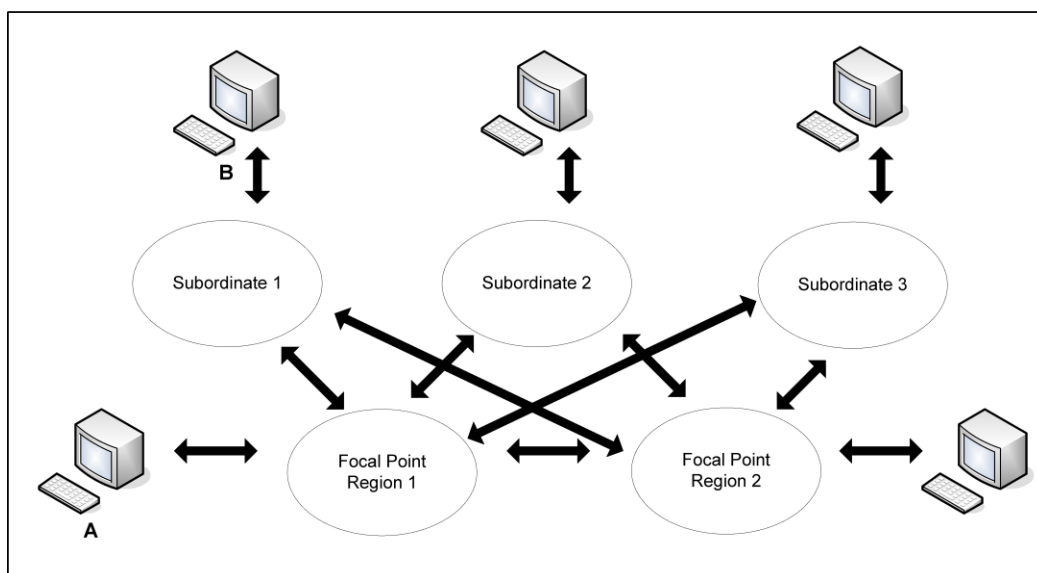 B
Subordinate 1
Subordinate 2
Subordinate 3
Focal Point
Region 1
Focal Point
Region 2
A